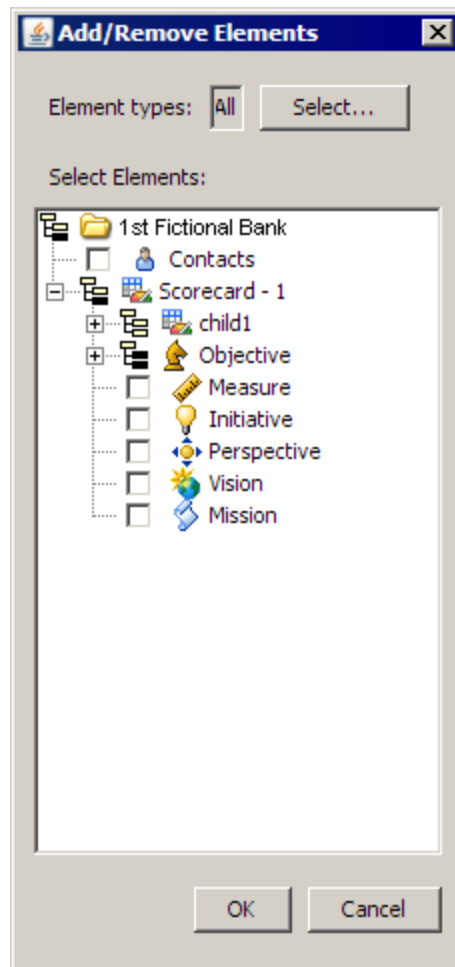 Add/Remove Elements
Element types: All Select...
Select Elements:
1st Fictional Bank
Contacts
Scorecard - 1
child1
Objective
Measure
Initiative
Perspective
Vision
Mission
OK Cancel